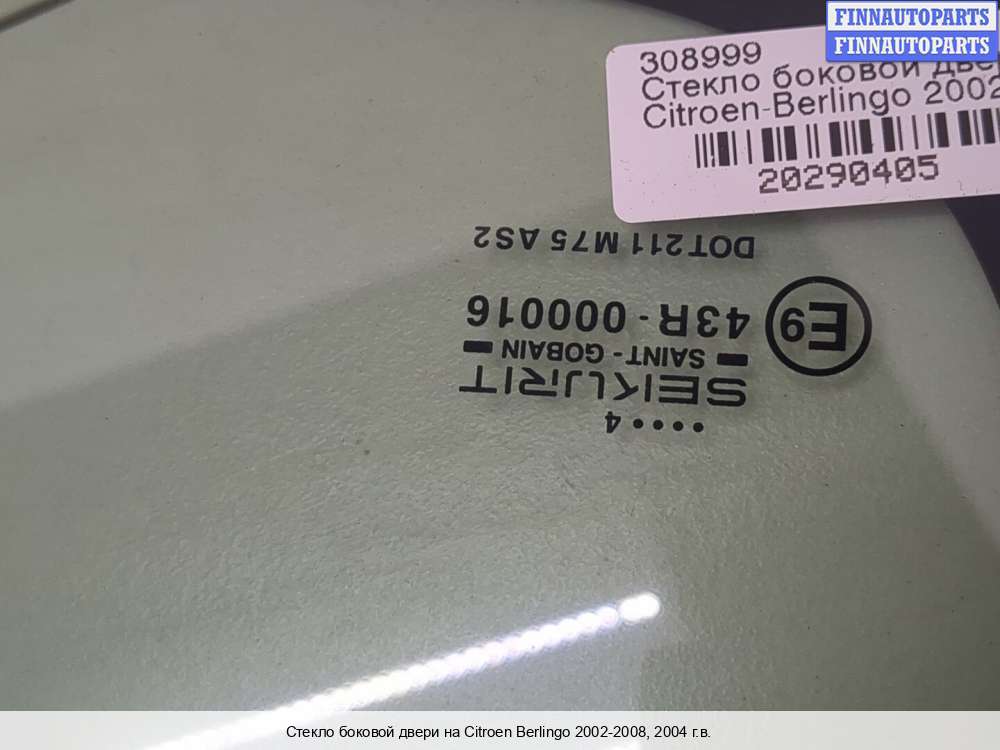 FINNAUTOPARTS
FINNAUTOPARTS
308999
Стекло боковой двер
Citroen-Berlingo 2002
20290405
DOT211 M75 AS2
E9 43R - 000016
SAINT - GOBAIN
SEKURIT
•••• 4
Стекло боковой двери на Citroen Berlingo 2002-2008, 2004 г.в.